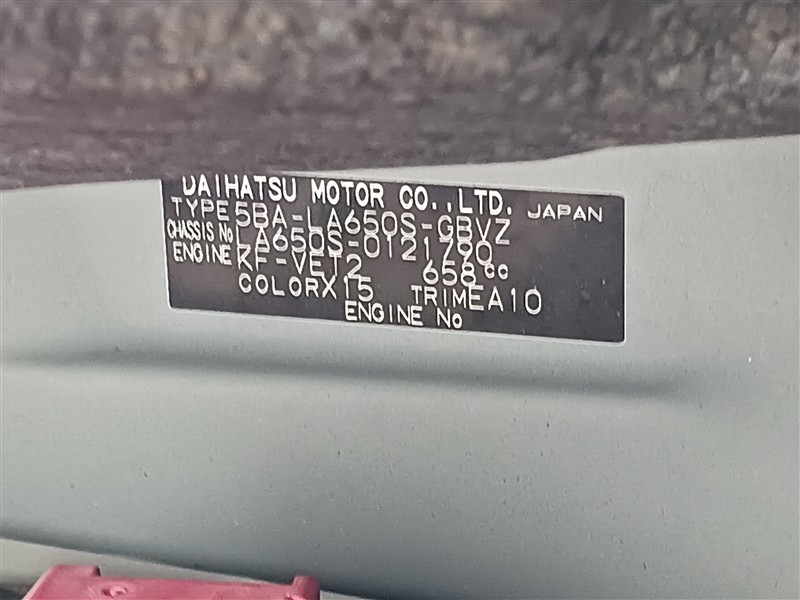 DAIHATSU MOTOR CO.,LTD. JAPAN
TYPE 5BA-LA650S-GBVZ
CHASSIS No LA650S-0121790
ENGINE KF-VET2 658cc
COLOR X15 TRIM EA10
ENGINE No